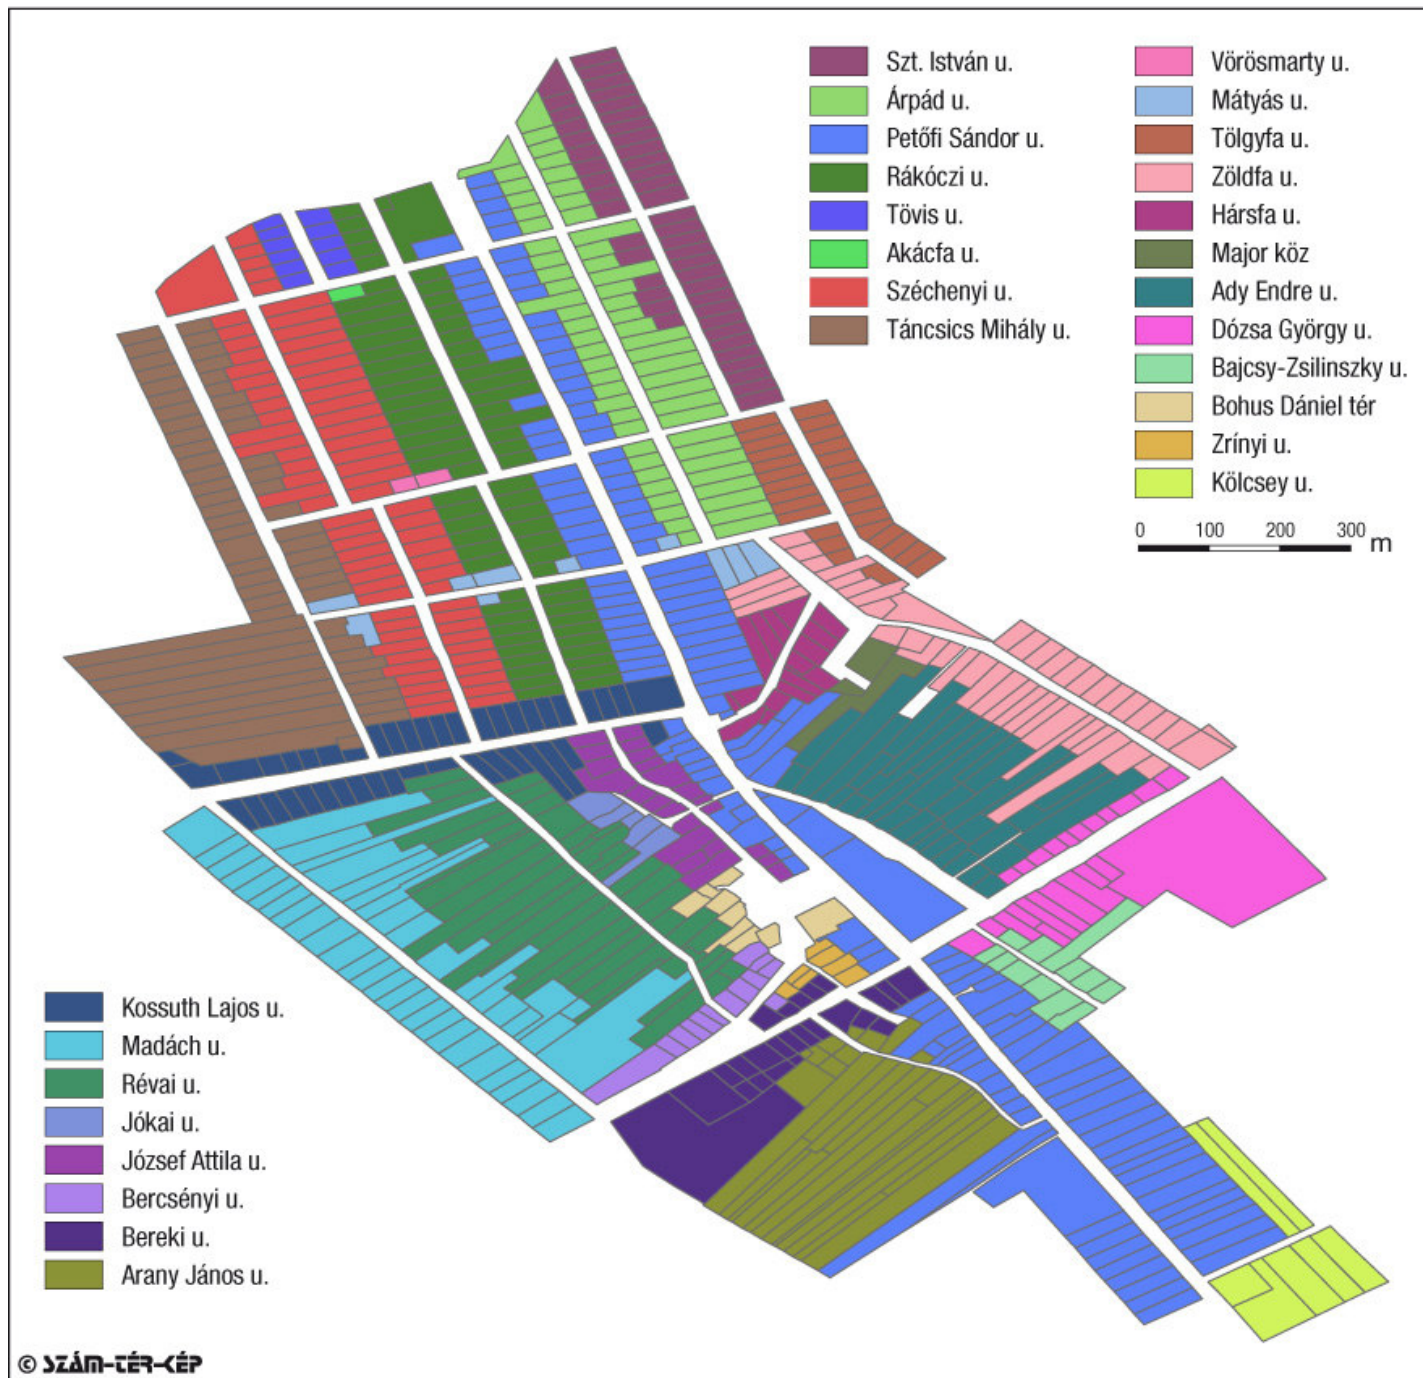 Szt. István u.
Árpád u.
Petőfi Sándor u.
Rákóczi u.
Tövis u.
Akácfa u.
Széchenyi u.
Táncsics Mihály u.
Vörösmarty u.
Mátyás u.
Tölgyfa u.
Zöldfa u.
Hársfa u.
Major köz
Ady Endre u.
Dózsa György u.
Bajcsy-Zsilinszky u.
Bohus Dániel tér
Zrínyi u.
Kölcsey u.
0 100 200 300 m
Kossuth Lajos u.
Madách u.
Révai u.
Jókai u.
József Attila u.
Bercsényi u.
Bereki u.
Arany János u.
© SZÁM-TÉR-KÉP